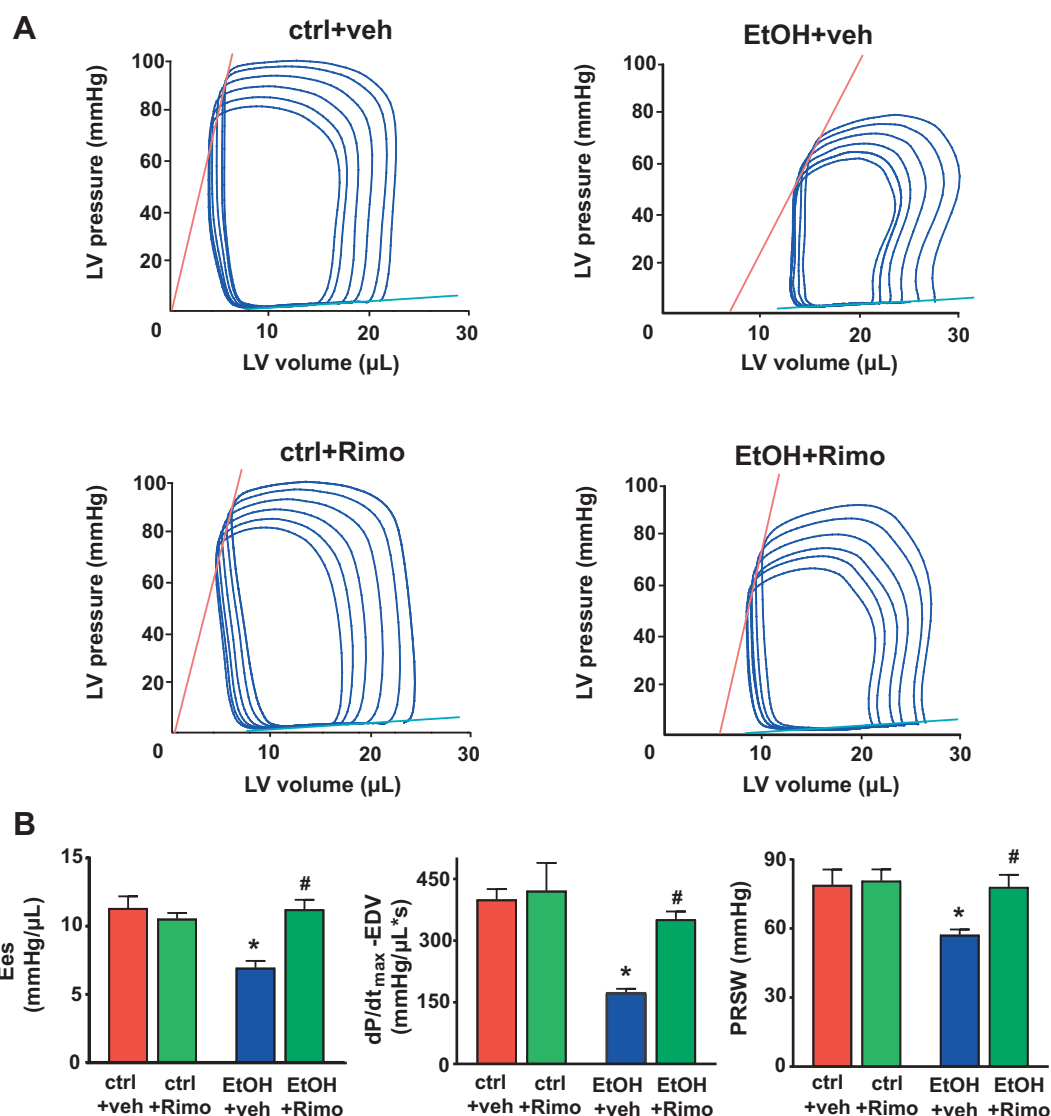 A
ctrl+veh
LV pressure (mmHg)
100
80
60
40
20
0
10
20
30
LV volume (µL)
EtOH+veh
LV pressure (mmHg)
100
80
60
40
20
0
10
20
30
LV volume (µL)
ctrl+Rimo
LV pressure (mmHg)
100
80
60
40
20
0
10
20
30
LV volume (µL)
EtOH+Rimo
LV pressure (mmHg)
100
80
60
40
20
0
10
20
30
LV volume (µL)
B
Ees
(mmHg/µL)
15
10
5
0
*
#
ctrl ctrl EtOH EtOH
+veh +Rimo +veh +Rimo
dP/dtmax -EDV
(mmHg/µL*s)
450
300
150
0
*
#
ctrl ctrl EtOH EtOH
+veh +Rimo +veh +Rimo
PRSW (mmHg)
90
60
30
0
*
#
ctrl ctrl EtOH EtOH
+veh +Rimo +veh +Rimo